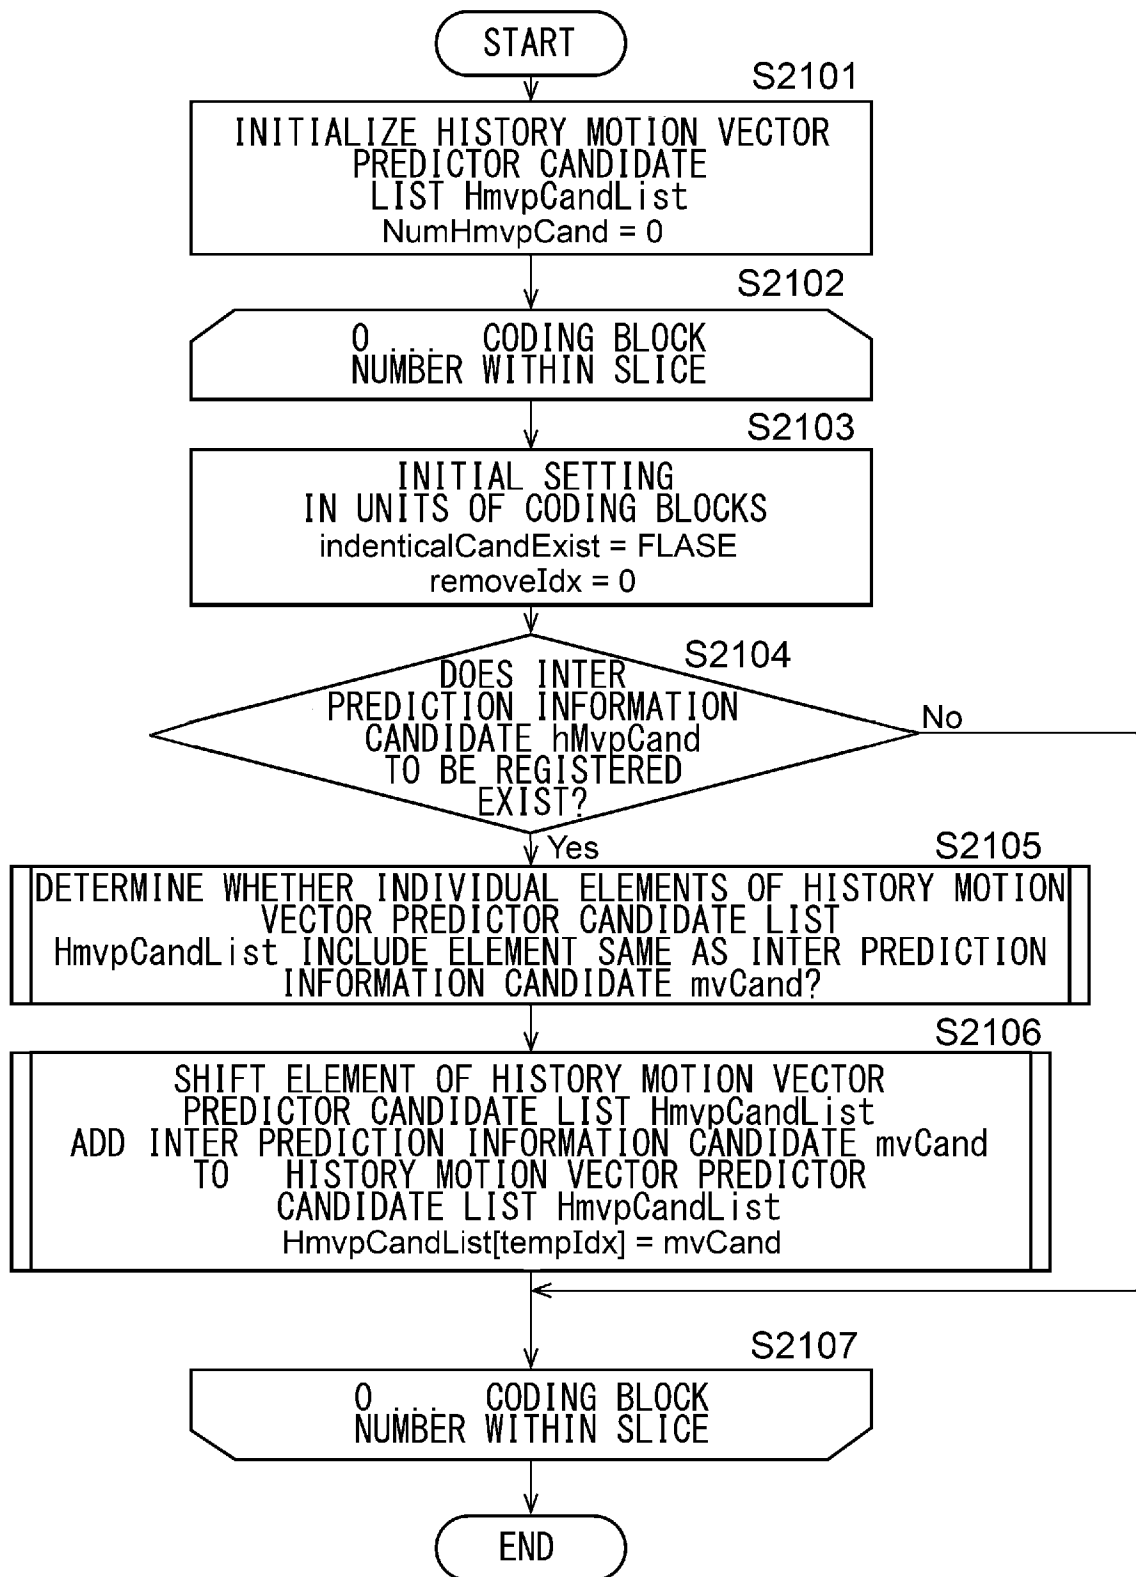 START
S2101
INITIALIZE HISTORY MOTION VECTOR
PREDICTOR CANDIDATE
LIST HmvpCandList
NumHmvpCand = 0
S2102
0 ... CODING BLOCK
NUMBER WITHIN SLICE
S2103
INITIAL SETTING
IN UNITS OF CODING BLOCKS
indenticalCandExist = FLASE
removeIdx = 0
S2104
DOES INTER
PREDICTION INFORMATION
CANDIDATE hMvpCand
TO BE REGISTERED
EXIST?
No
Yes
S2105
DETERMINE WHETHER INDIVIDUAL ELEMENTS OF HISTORY MOTION
VECTOR PREDICTOR CANDIDATE LIST
HmvpCandList INCLUDE ELEMENT SAME AS INTER PREDICTION
INFORMATION CANDIDATE mvCand?
S2106
SHIFT ELEMENT OF HISTORY MOTION VECTOR
PREDICTOR CANDIDATE LIST HmvpCandList
ADD INTER PREDICTION INFORMATION CANDIDATE mvCand
TO HISTORY MOTION VECTOR PREDICTOR
CANDIDATE LIST HmvpCandList
HmvpCandList[tempIdx] = mvCand
S2107
0 ... CODING BLOCK
NUMBER WITHIN SLICE
END